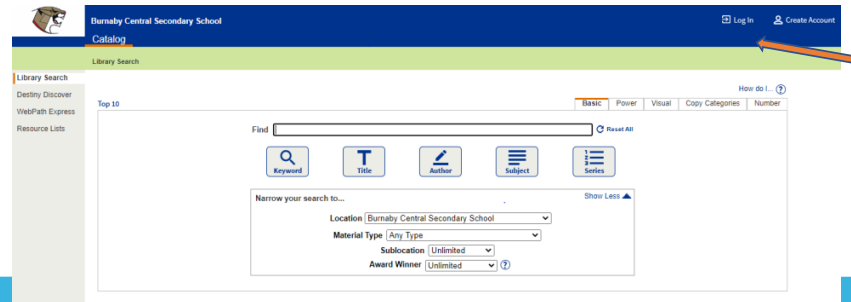 Burnaby Central Secondary School
Log In Create Account
Catalog
Library Search
Library Search
Destiny Discover
WebPath Express
Resource Lists
How do I... ?
Top 10
Basic Power Visual Copy Categories Number
Find Reset All
Keyword Title Author Subject Series
Narrow your search to... Show Less
Location Burnaby Central Secondary School
Material Type Any Type
Sublocation Unlimited
Award Winner Unlimited ?